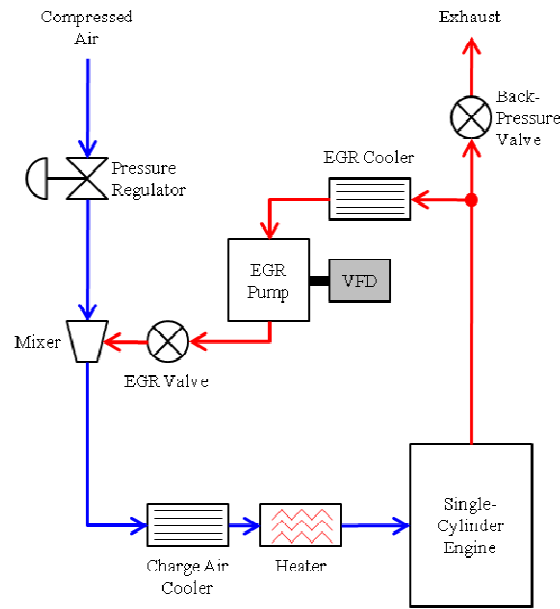 Compressed
Air
Exhaust
Back-
Pressure
Valve
EGR Cooler
Pressure
Regulator
EGR
Pump
VFD
Mixer
EGR Valve
Single-
Cylinder
Engine
Charge Air
Cooler
Heater